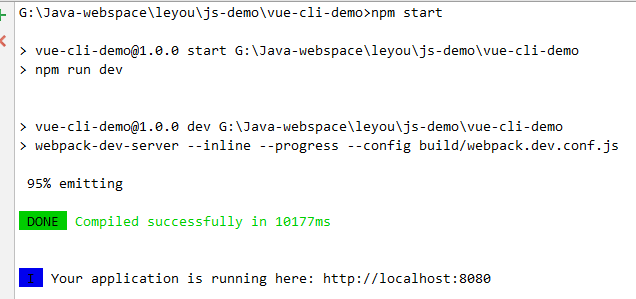 G:\Java-webspace\leyou\js-demo\vue-cli-demo>npm start
> vue-cli-demo@1.0.0 start G:\Java-webspace\leyou\js-demo\vue-cli-demo
> npm run dev
> vue-cli-demo@1.0.0 dev G:\Java-webspace\leyou\js-demo\vue-cli-demo
> webpack-dev-server --inline --progress --config build/webpack.dev.conf.js
95% emitting
DONE Compiled successfully in 10177ms
I Your application is running here: http://localhost:8080